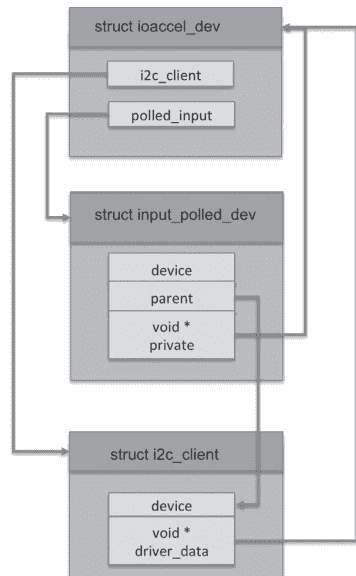 struct ioaccel_dev
i2c_client
polled_input
struct input_polled_dev
device
parent
void *
private
struct i2c_client
device
void *
driver_data